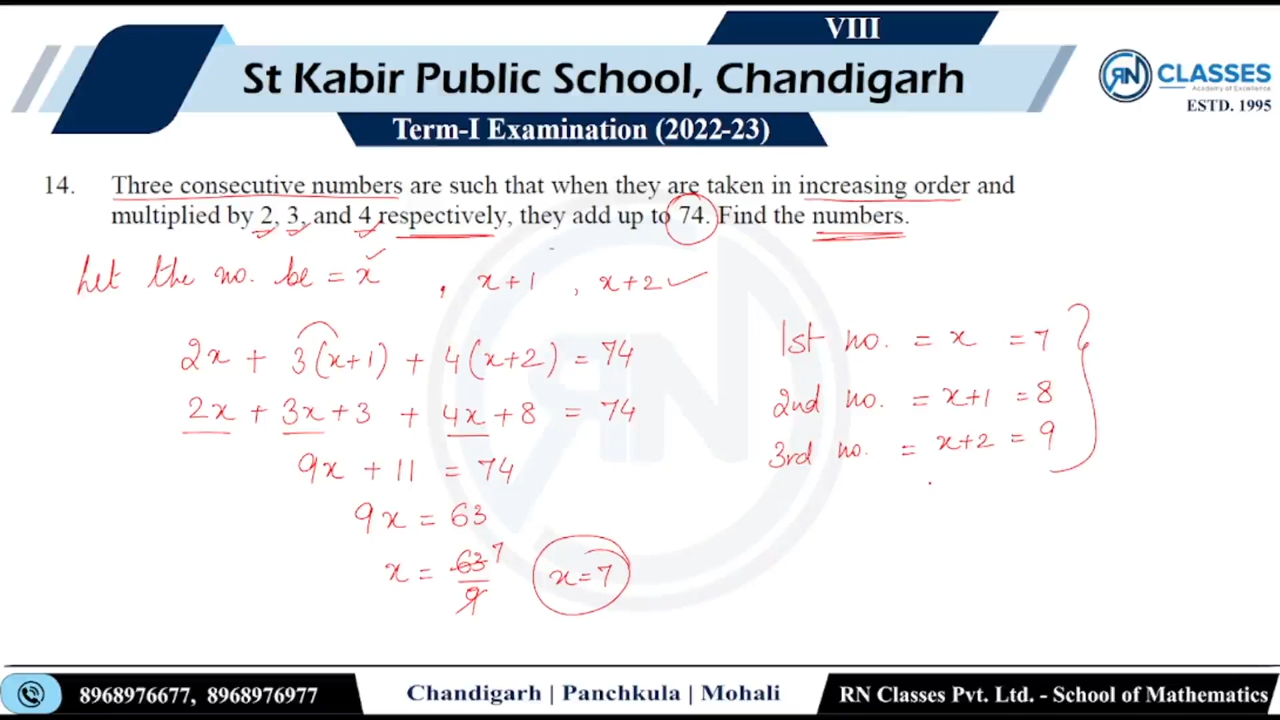 VIII
St Kabir Public School, Chandigarh
RN CLASSES
Academy of Excellence
ESTD. 1995
Term-I Examination (2022-23)
14. Three consecutive numbers are such that when they are taken in increasing order and
multiplied by 2, 3, and 4 respectively, they add up to 74. Find the numbers.
Let the no. be = x , x+1 , x+2
2x + 3(x+1) + 4(x+2) = 74
2x + 3x+3 + 4x+8 = 74
9x + 11 = 74
9x = 63
x = 63/9 7
x=7
1st no. = x = 7
2nd no. = x+1 = 8
3rd no. = x+2 = 9
8968976677, 8968976977
Chandigarh | Panchkula | Mohali
RN Classes Pvt. Ltd. - School of Mathematics